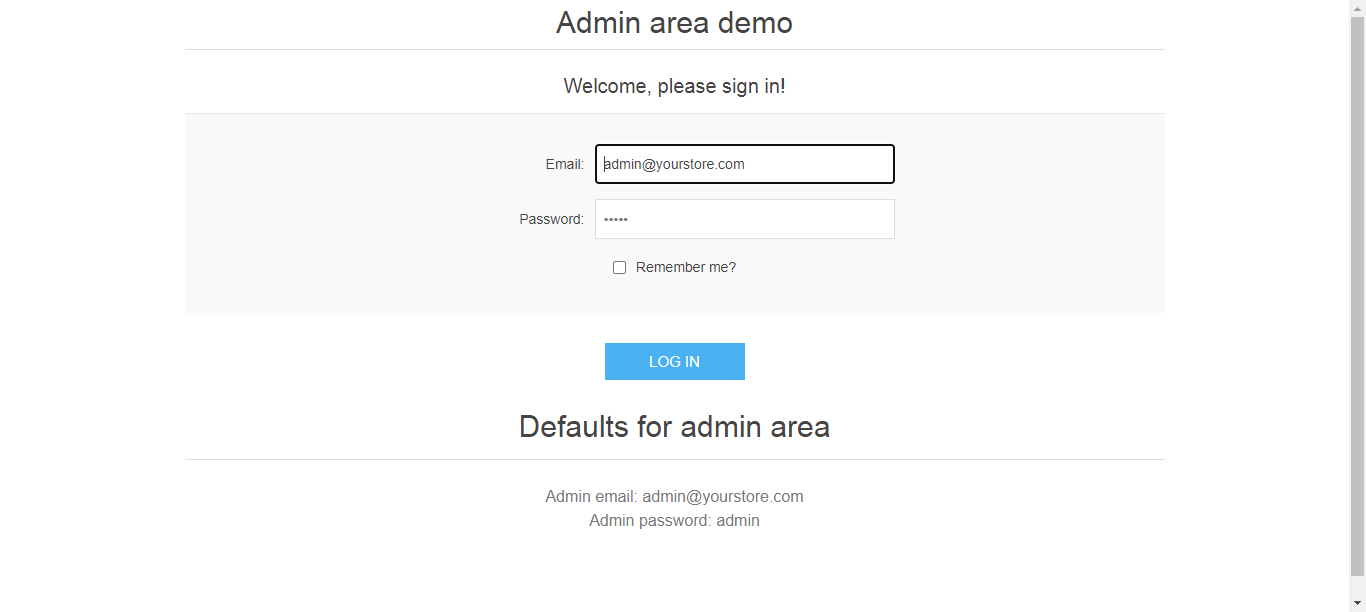 Admin area demo
Welcome, please sign in!
Email: admin@yourstore.com
Password: •••••
Remember me?
LOG IN
Defaults for admin area
Admin email: admin@yourstore.com
Admin password: admin